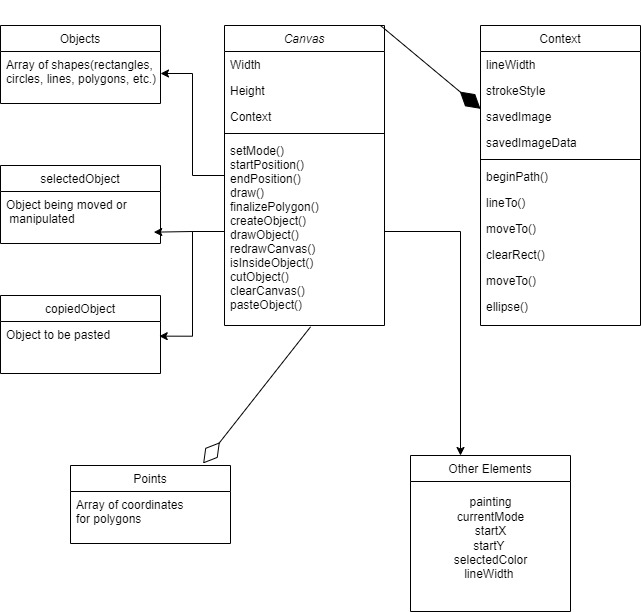 Objects
Array of shapes(rectangles,
circles, lines, polygons, etc.)
Canvas
Width
Height
Context
setMode()
startPosition()
endPosition()
draw()
finalizePolygon()
createObject()
drawObject()
redrawCanvas()
isInsideObject()
cutObject()
clearCanvas()
pasteObject()
Context
lineWidth
strokeStyle
savedImage
savedImageData
beginPath()
lineTo()
moveTo()
clearRect()
moveTo()
ellipse()
selectedObject
Object being moved or
manipulated
copiedObject
Object to be pasted
Points
Array of coordinates
for polygons
Other Elements
painting
currentMode
startX
startY
selectedColor
lineWidth